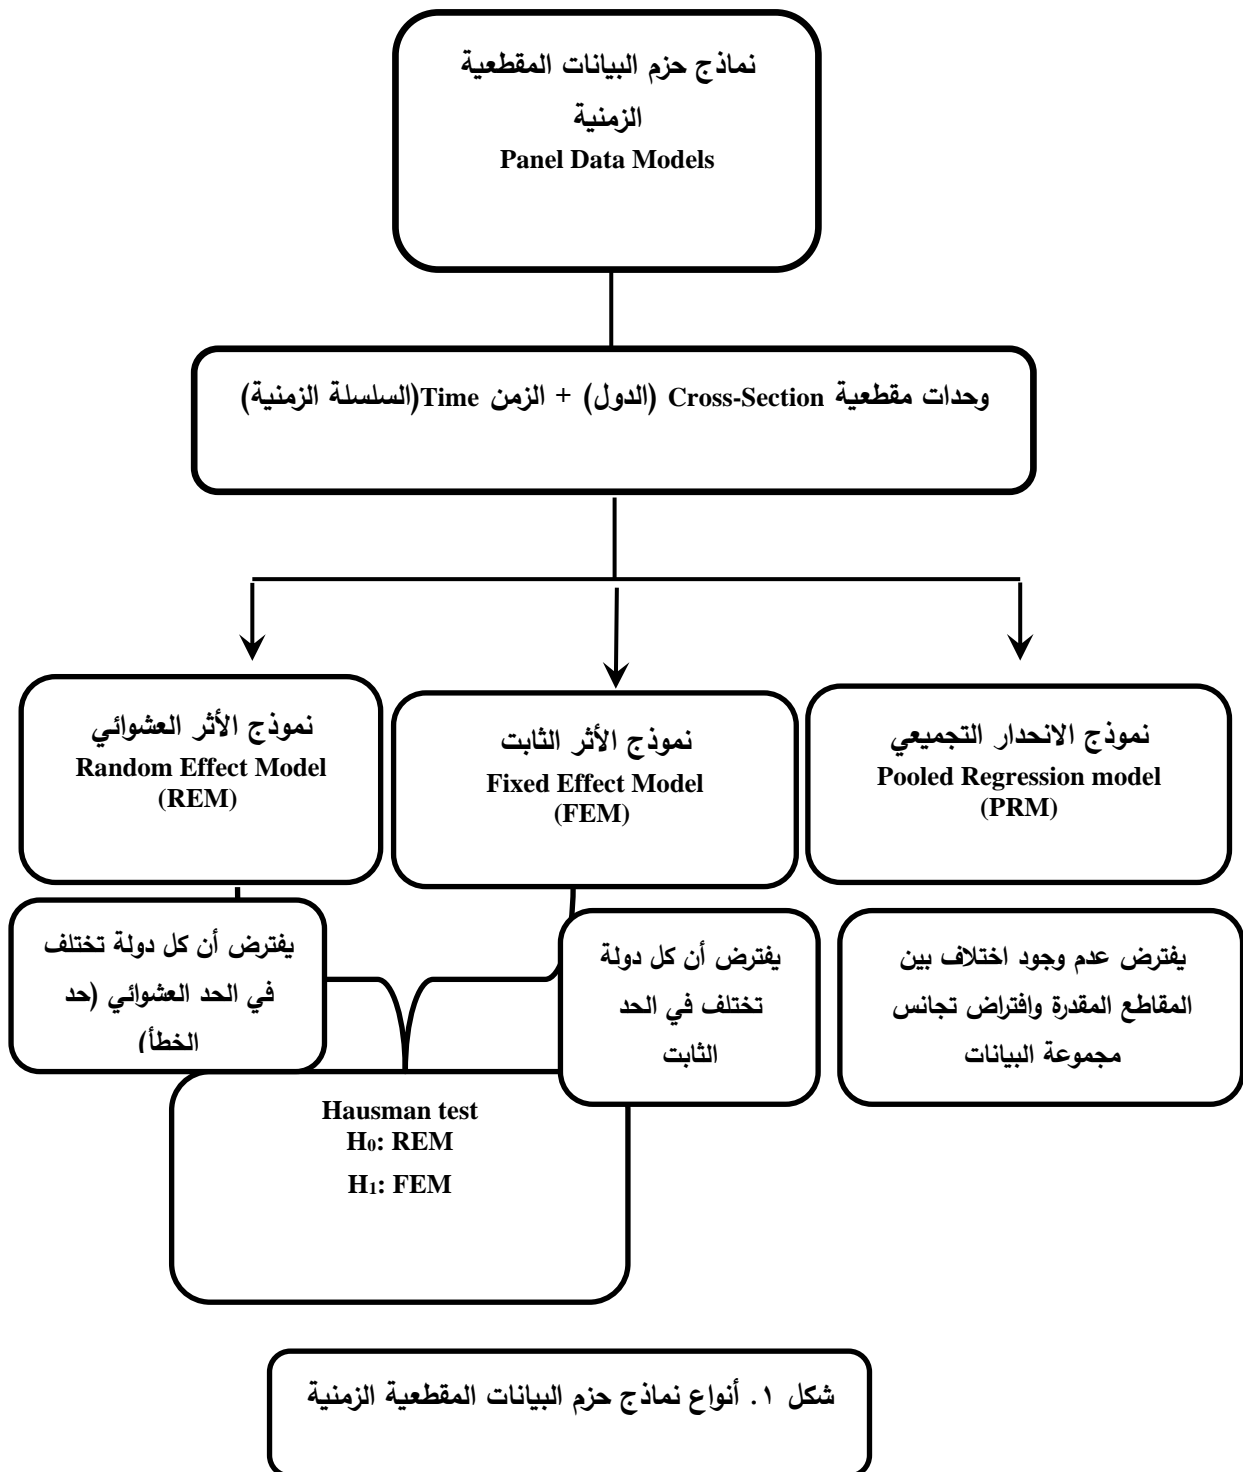 نماذج حزم البيانات المقطعية
الزمنية
Panel Data Models
وحدات مقطعية Cross-Section (الدول) + الزمن Time(السلسلة الزمنية)
نموذج الانحدار التجميعي
Pooled Regression model
(PRM)
نموذج الأثر الثابت
Fixed Effect Model
(FEM)
نموذج الأثر العشوائي
Random Effect Model
(REM)
يفترض عدم وجود اختلاف بين
المقاطع المقدرة وافتراض تجانس
مجموعة البيانات
يفترض أن كل دولة
تختلف في الحد
الثابت
يفترض أن كل دولة تختلف
في الحد العشوائي (حد
الخطأ)
Hausman test
H₀: REM
H₁: FEM
شكل ١. أنواع نماذج حزم البيانات المقطعية الزمنية